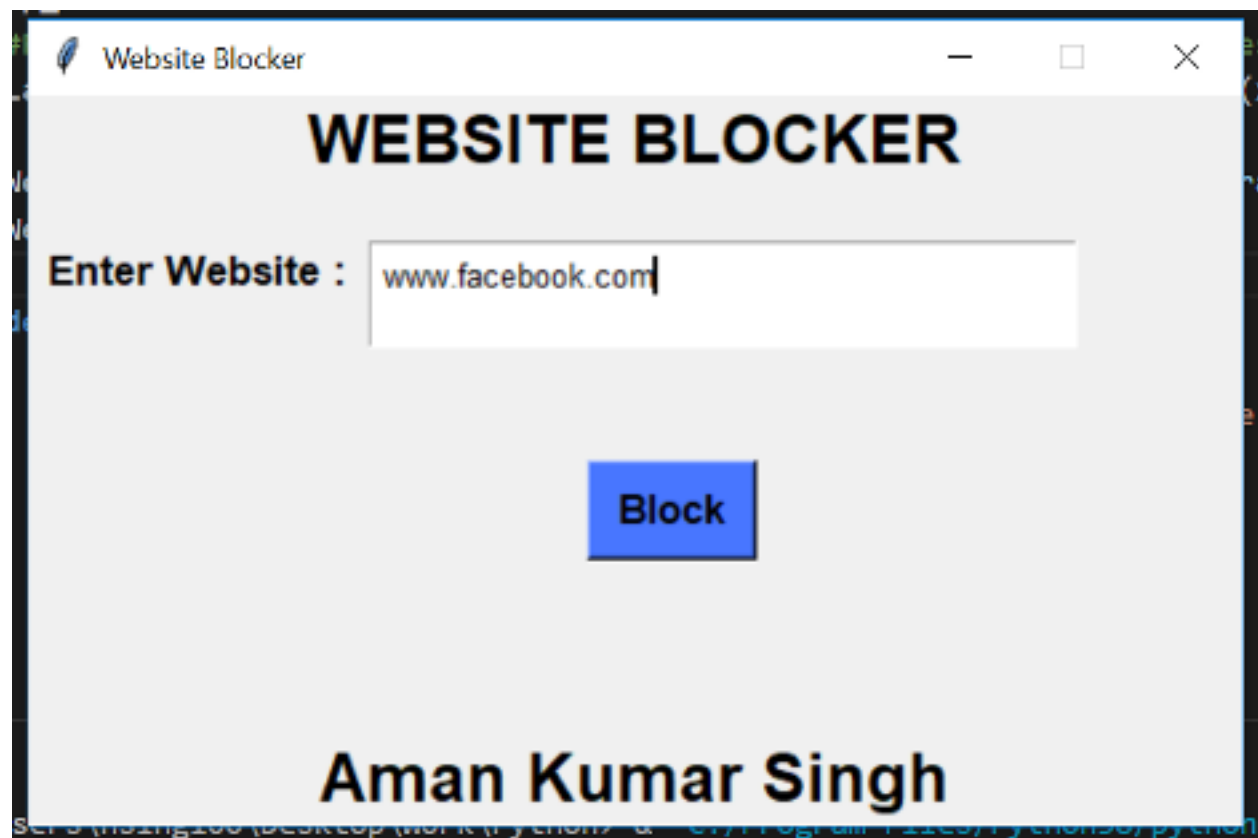 Website Blocker
WEBSITE BLOCKER
Enter Website :
www.facebook.com
Block
Aman Kumar Singh